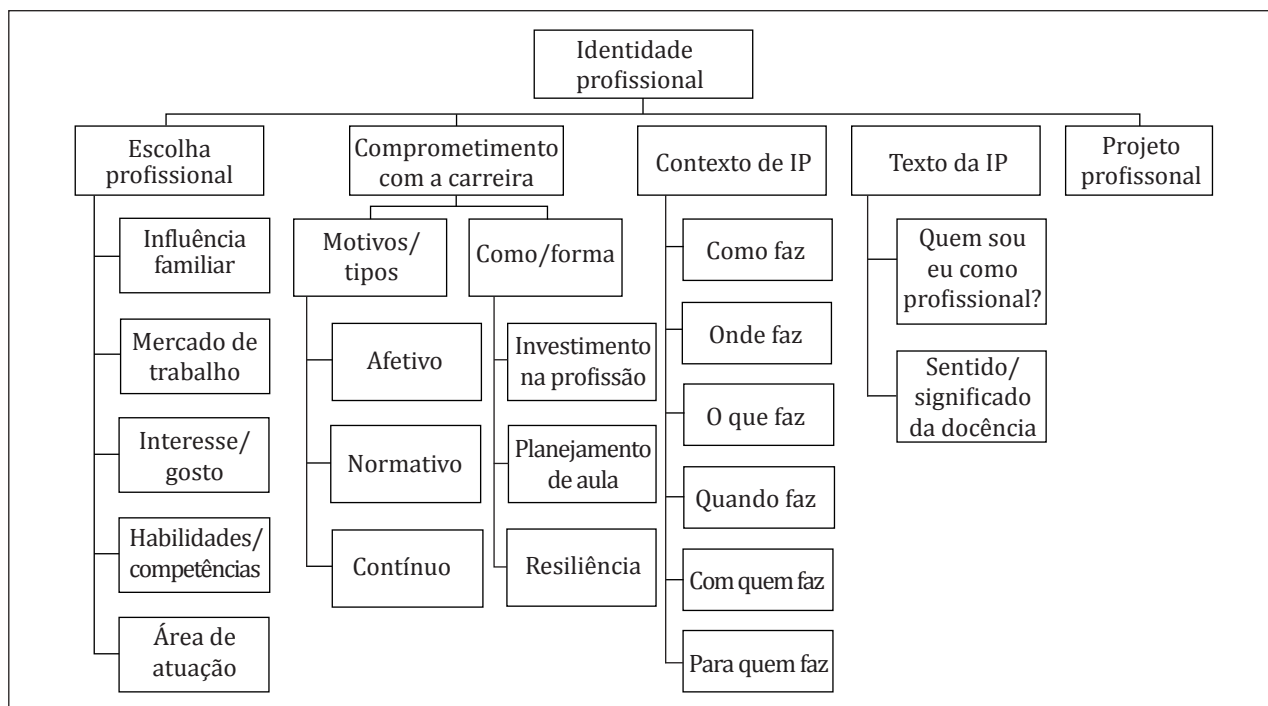 Identidade
profissional
Escolha
profissional
Comprometimento
com a carreira
Contexto de IP
Texto da IP
Projeto
profissonal
Influência
familiar
Mercado de
trabalho
Interesse/
gosto
Habilidades/
competências
Área de
atuação
Motivos/
tipos
Afetivo
Normativo
Contínuo
Como/forma
Investimento
na profissão
Planejamento
de aula
Resiliência
Como faz
Onde faz
O que faz
Quando faz
Com quem faz
Para quem faz
Quem sou
eu como
profissional?
Sentido/
significado
da docência